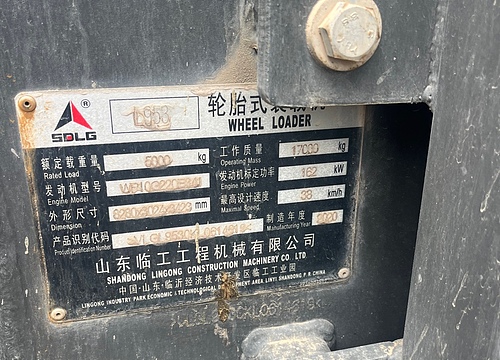 ®
SDLG
L953
轮胎式装载机
WHEEL LOADER
额定载重量 5000 kg
Rated Load
工作质量 17000 kg
Operating Mass
发动机型号
Engine Model
发动机标定功率 162 kW
Engine Power
外形尺寸 mm
Dimension
最高设计速度 38 km/h
Maximal Speed
产品识别代码
Product Identification Number
制造年度 2020
Manufacturing Year
山东临工工程机械有限公司
SHANDONG LINGONG CONSTRUCTION MACHINERY CO. LTD
中国·山东·临沂经济技术开发区临工工业园
LINGONG INDUSTRY PARK ECONOMIC & TECHNOLOGICAL DEVELOPMENT AREA LINYI SHANDONG P. R CHINA